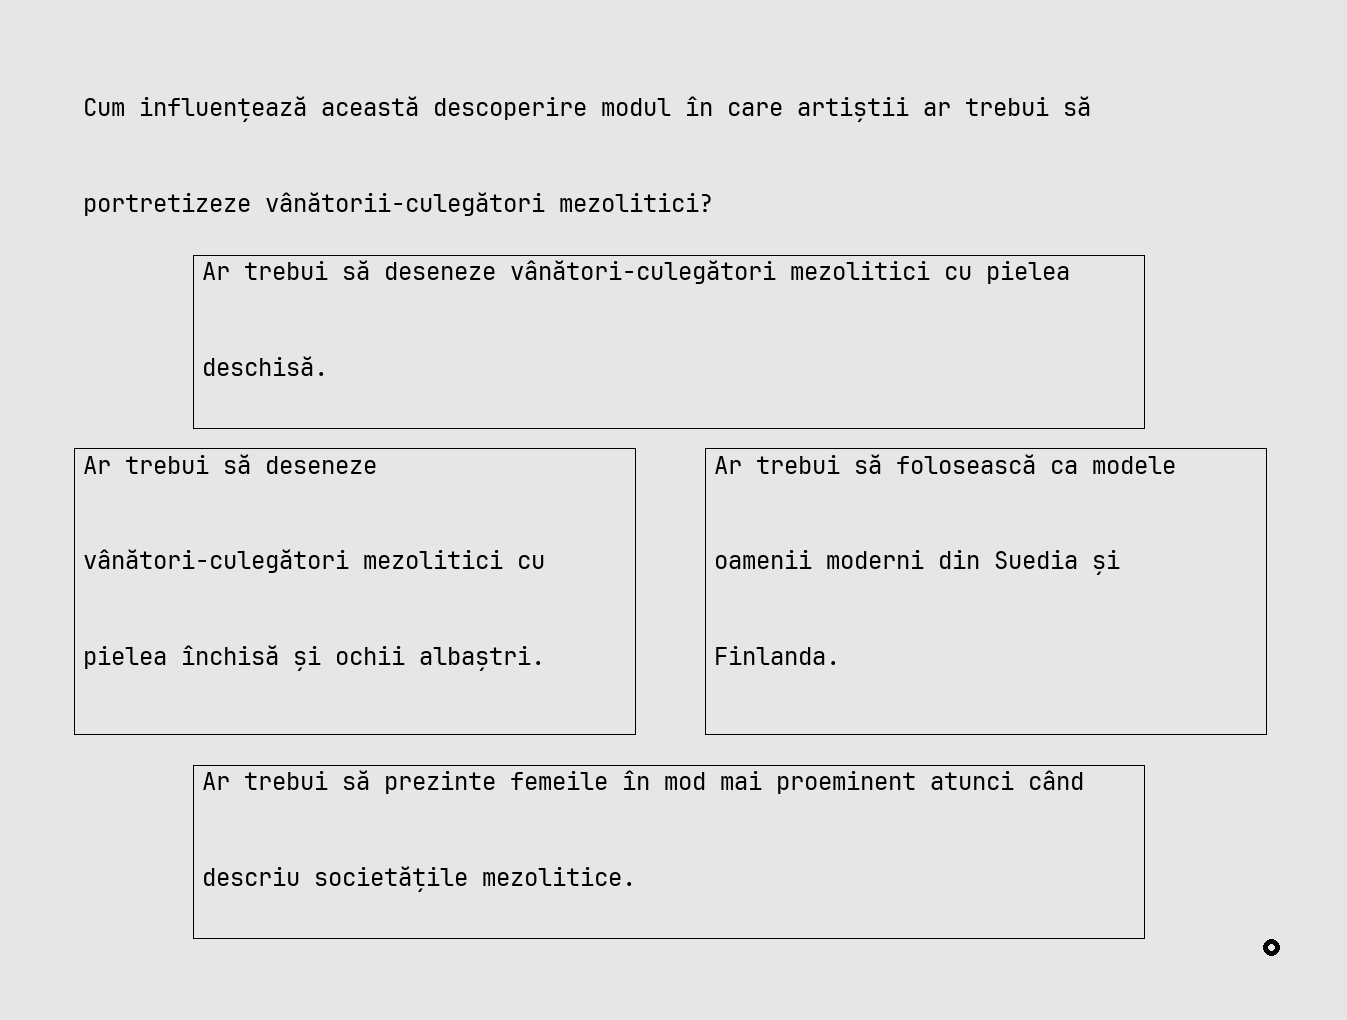 Cum influențează această descoperire modul în care artiștii ar trebui să
portretizeze vânătorii-culegători mezolitici?
Ar trebui să deseneze vânători-culegători mezolitici cu pielea
deschisă.
Ar trebui să deseneze
vânători-culegători mezolitici cu
pielea închisă și ochii albaștri.
Ar trebui să folosească ca modele
oamenii moderni din Suedia și
Finlanda.
Ar trebui să prezinte femeile în mod mai proeminent atunci când
descriu societățile mezolitice.